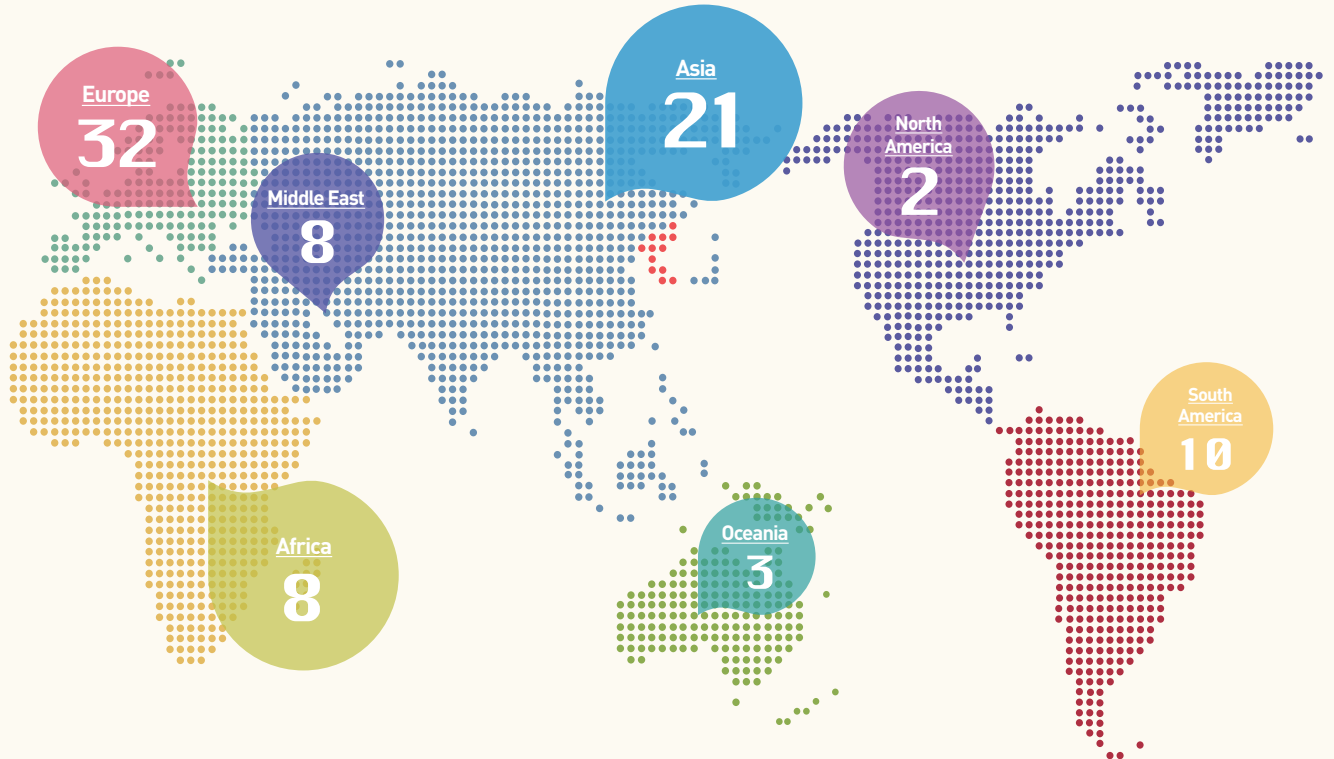 Europe
32
Asia
21
Middle East
8
North
America
2
South
America
10
Africa
8
Oceania
3